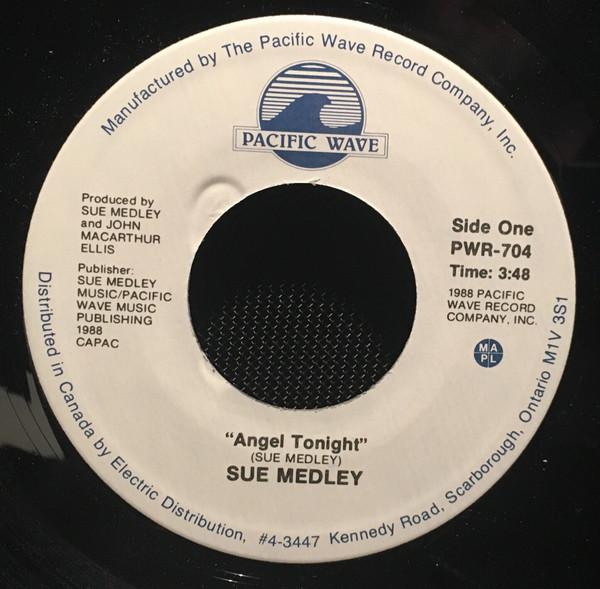 Manufactured by The Pacific Wave Record Company, Inc.
PACIFIC WAVE
Produced by
SUE MEDLEY
and JOHN
MACARTHUR
ELLIS
Publisher:
SUE MEDLEY
MUSIC/PACIFIC
WAVE MUSIC
PUBLISHING
1988
CAPAC
Side One
PWR-704
Time: 3:48
1988 PACIFIC
WAVE RECORD
COMPANY, INC.
MA
PL
"Angel Tonight"
(SUE MEDLEY)
SUE MEDLEY
Distributed in Canada by Electric Distribution, #4-3447 Kennedy Road, Scarborough, Ontario M1V 3S1